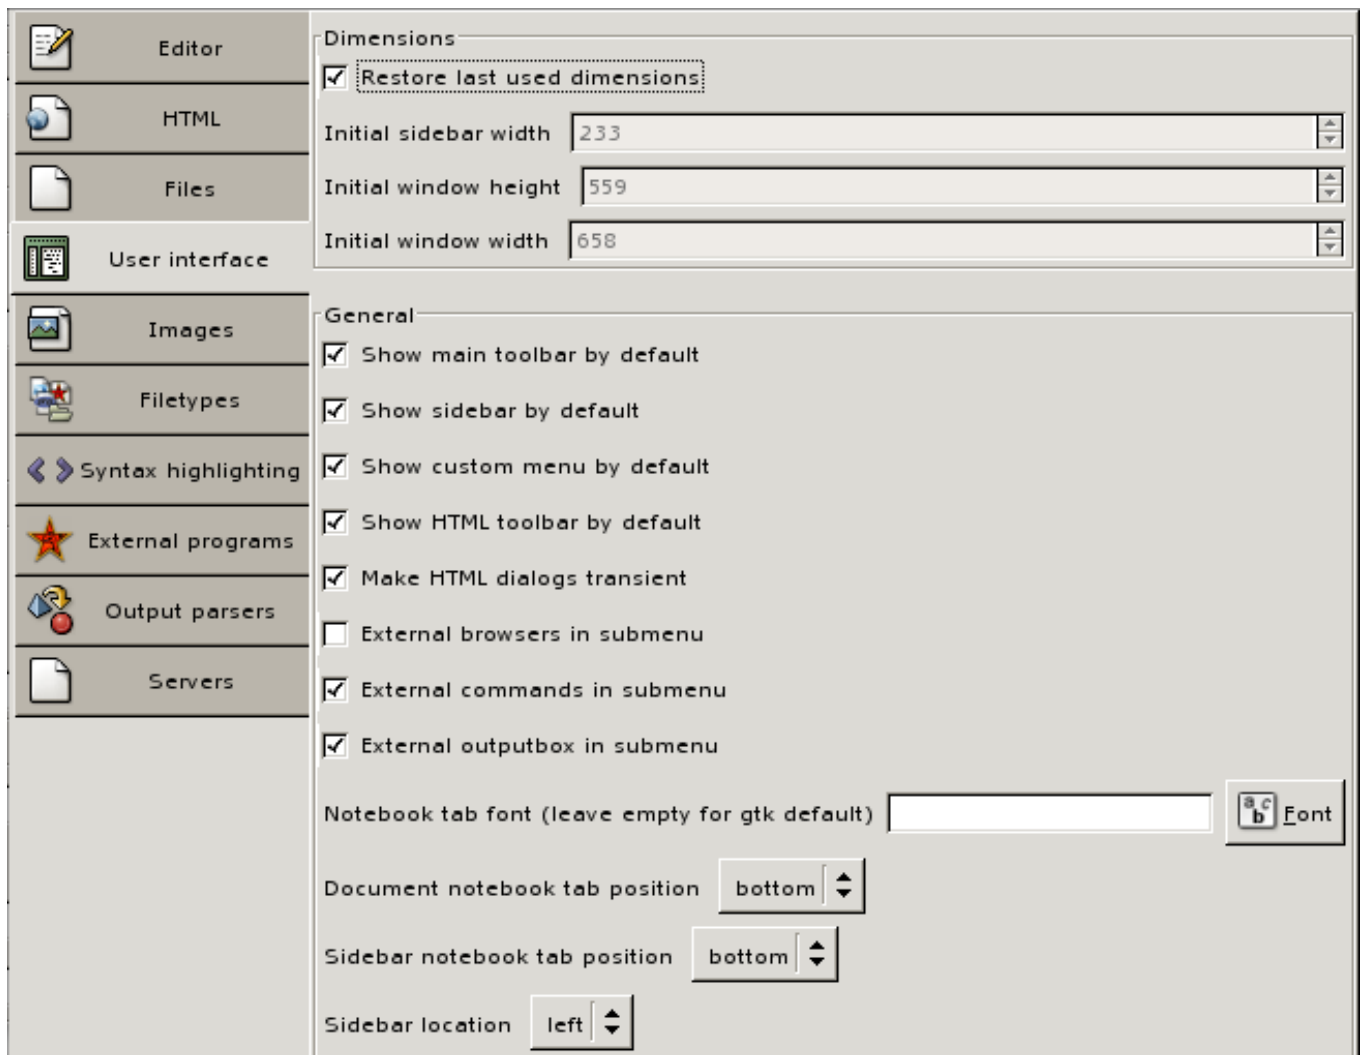 Editor
HTML
Files
User interface
Images
Filetypes
Syntax highlighting
External programs
Output parsers
Servers
Dimensions
Restore last used dimensions
Initial sidebar width 233
Initial window height 559
Initial window width 658
General
Show main toolbar by default
Show sidebar by default
Show custom menu by default
Show HTML toolbar by default
Make HTML dialogs transient
External browsers in submenu
External commands in submenu
External outputbox in submenu
Notebook tab font (leave empty for gtk default) a b c Font
Document notebook tab position bottom
Sidebar notebook tab position bottom
Sidebar location left